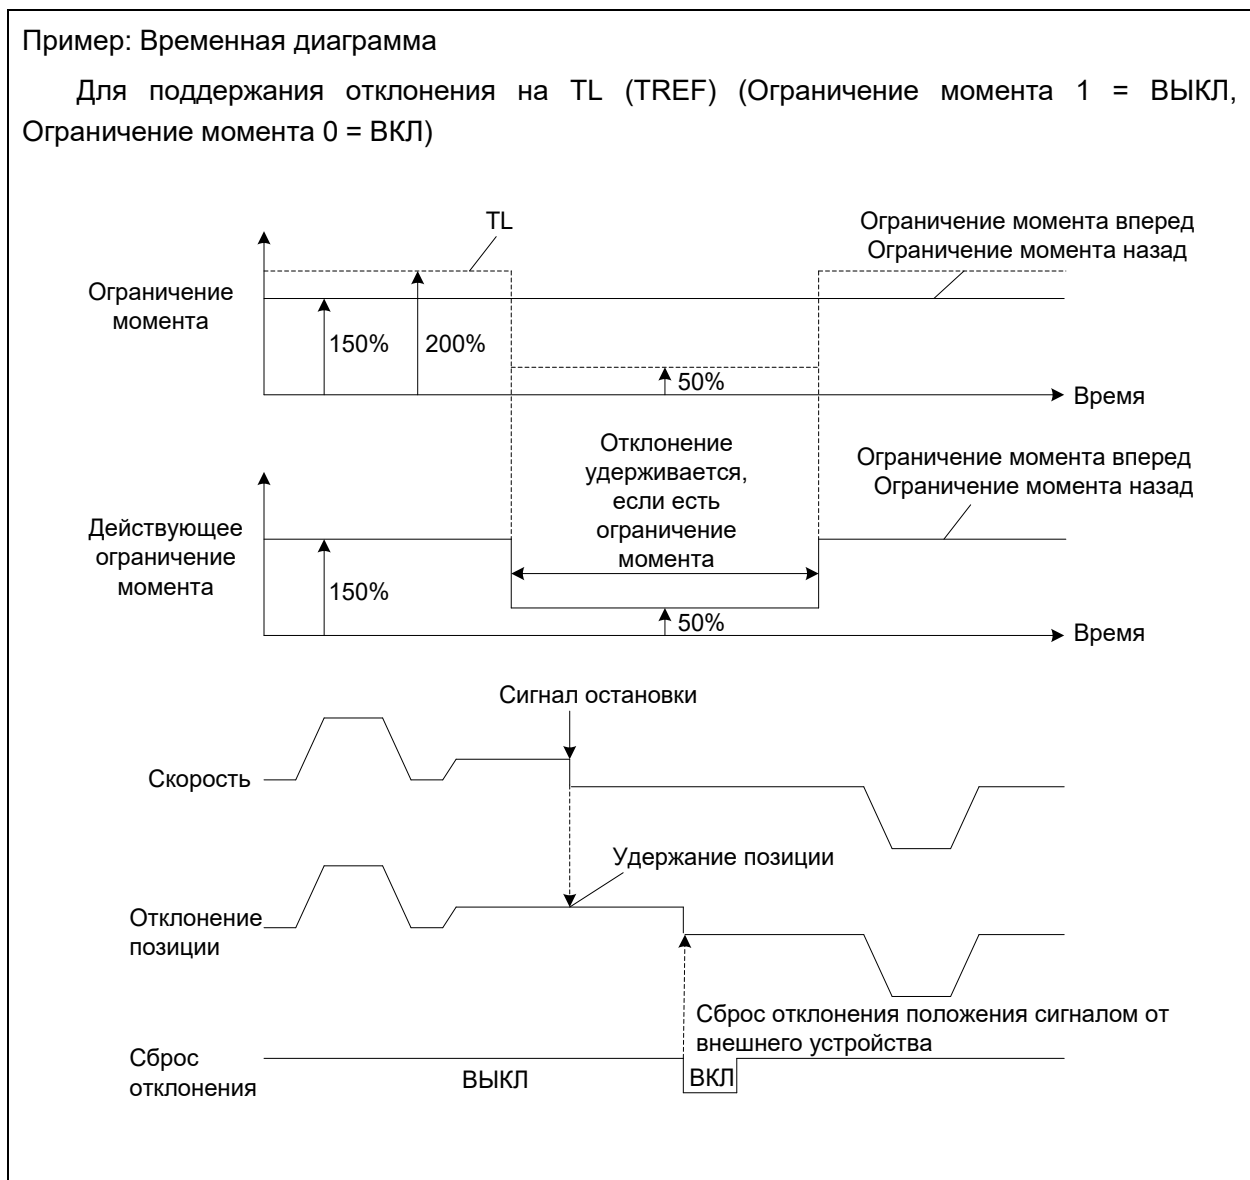 Пример: Временная диаграмма
Для поддержания отклонения на TL (TREF) (Ограничение момента 1 = ВЫКЛ,
Ограничение момента 0 = ВКЛ)
TL
Ограничение момента вперед
Ограничение момента назад
Ограничение
момента
150%
200%
50%
Время
Отклонение
удерживается,
если есть
ограничение
момента
Ограничение момента вперед
Ограничение момента назад
Действующее
ограничение
момента
150%
50%
Время
Сигнал остановки
Скорость
Удержание позиции
Отклонение
позиции
Сброс отклонения положения сигналом от
внешнего устройства
Сброс
отклонения
ВЫКЛ
ВКЛ